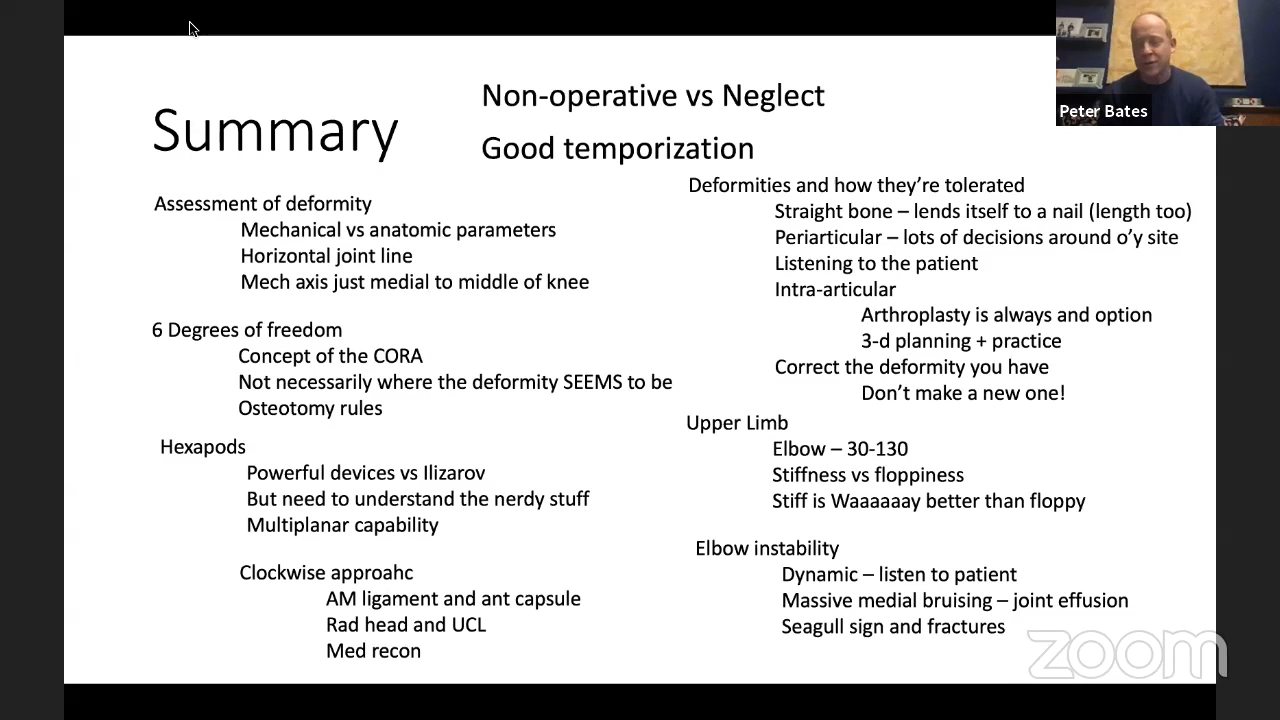 Non-operative vs Neglect
Summary
Good temporization
Peter Bates
Assessment of deformity
Mechanical vs anatomic parameters
Horizontal joint line
Mech axis just medial to middle of knee
6 Degrees of freedom
Concept of the CORA
Not necessarily where the deformity SEEMS to be
Osteotomy rules
Hexapods
Powerful devices vs Ilizarov
But need to understand the nerdy stuff
Multiplanar capability
Clockwise approahc
AM ligament and ant capsule
Rad head and UCL
Med recon
Deformities and how they're tolerated
Straight bone – lends itself to a nail (length too)
Periarticular – lots of decisions around o'y site
Listening to the patient
Intra-articular
Arthroplasty is always and option
3-d planning + practice
Correct the deformity you have
Don't make a new one!
Upper Limb
Elbow – 30-130
Stiffness vs floppiness
Stiff is Waaaaaay better than floppy
Elbow instability
Dynamic – listen to patient
Massive medial bruising – joint effusion
Seagull sign and fractures
zoom